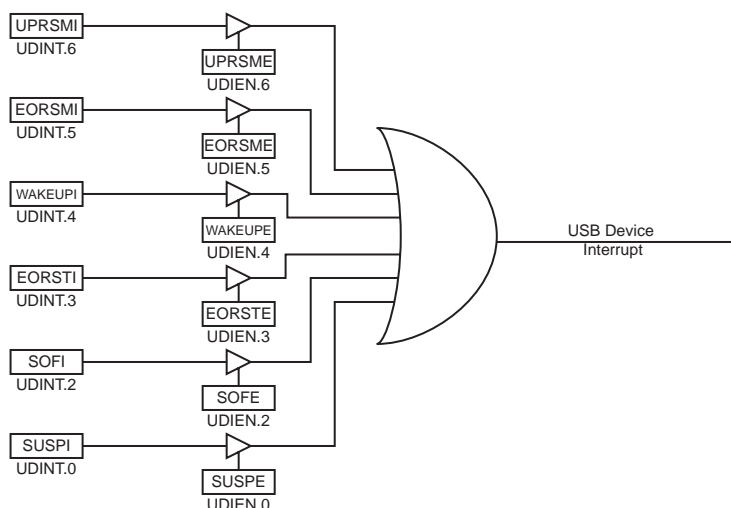 UPRSMI
UDINT.6
UPRSME
UDIEN.6
EORSMI
UDINT.5
EORSME
UDIEN.5
WAKEUPI
UDINT.4
WAKEUPE
UDIEN.4
USB Device
Interrupt
EORSTI
UDINT.3
EORSTE
UDIEN.3
SOFI
UDINT.2
SOFE
UDIEN.2
SUSPI
UDINT.0
SUSPE
UDIEN.0